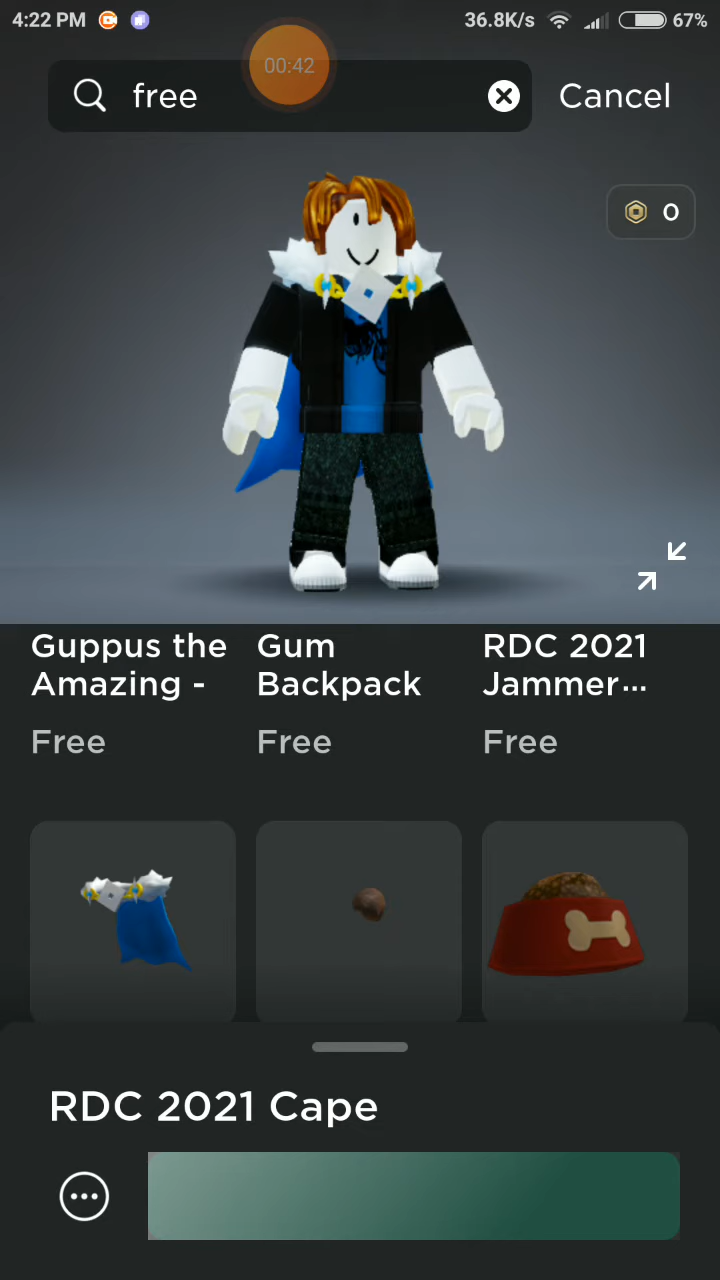 4:22 PM 36.8K/s 67%
00:42
free Cancel
0
Guppus the Amazing -
Free
Gum Backpack
Free
RDC 2021 Jammer...
Free
RDC 2021 Cape